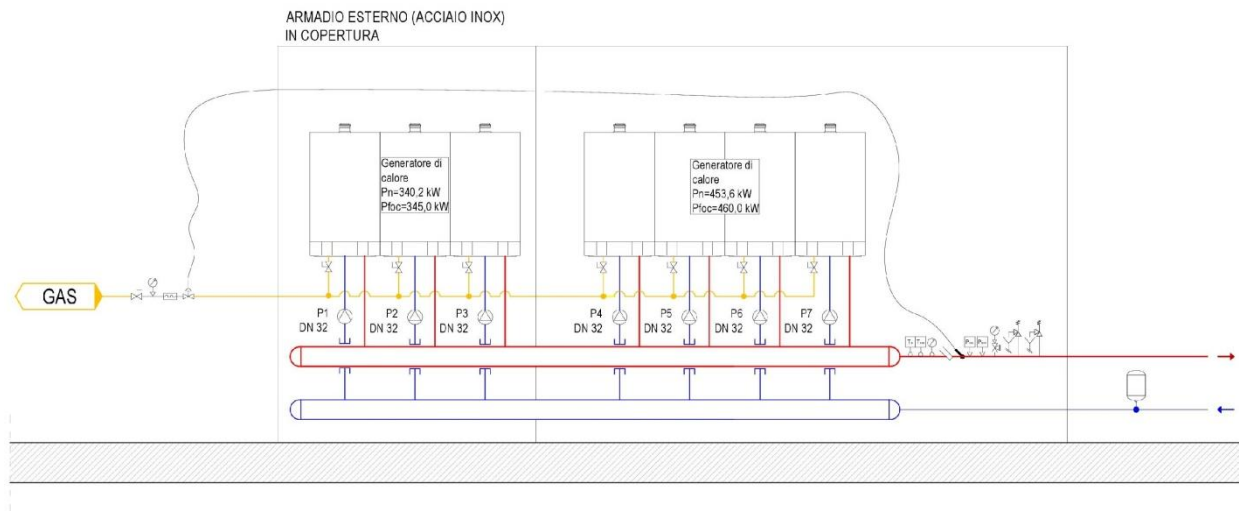 ARMADIO ESTERNO (ACCIAIO INOX)
IN COPERTURA
Generatore di
calore
Pn=340,2 kW
Pfoc=345,0 kW
Generatore di
calore
Pn=453,6 kW
Pfoc=460,0 kW
GAS
P1
DN 32
P2
DN 32
P3
DN 32
P4
DN 32
P5
DN 32
P6
DN 32
P7
DN 32